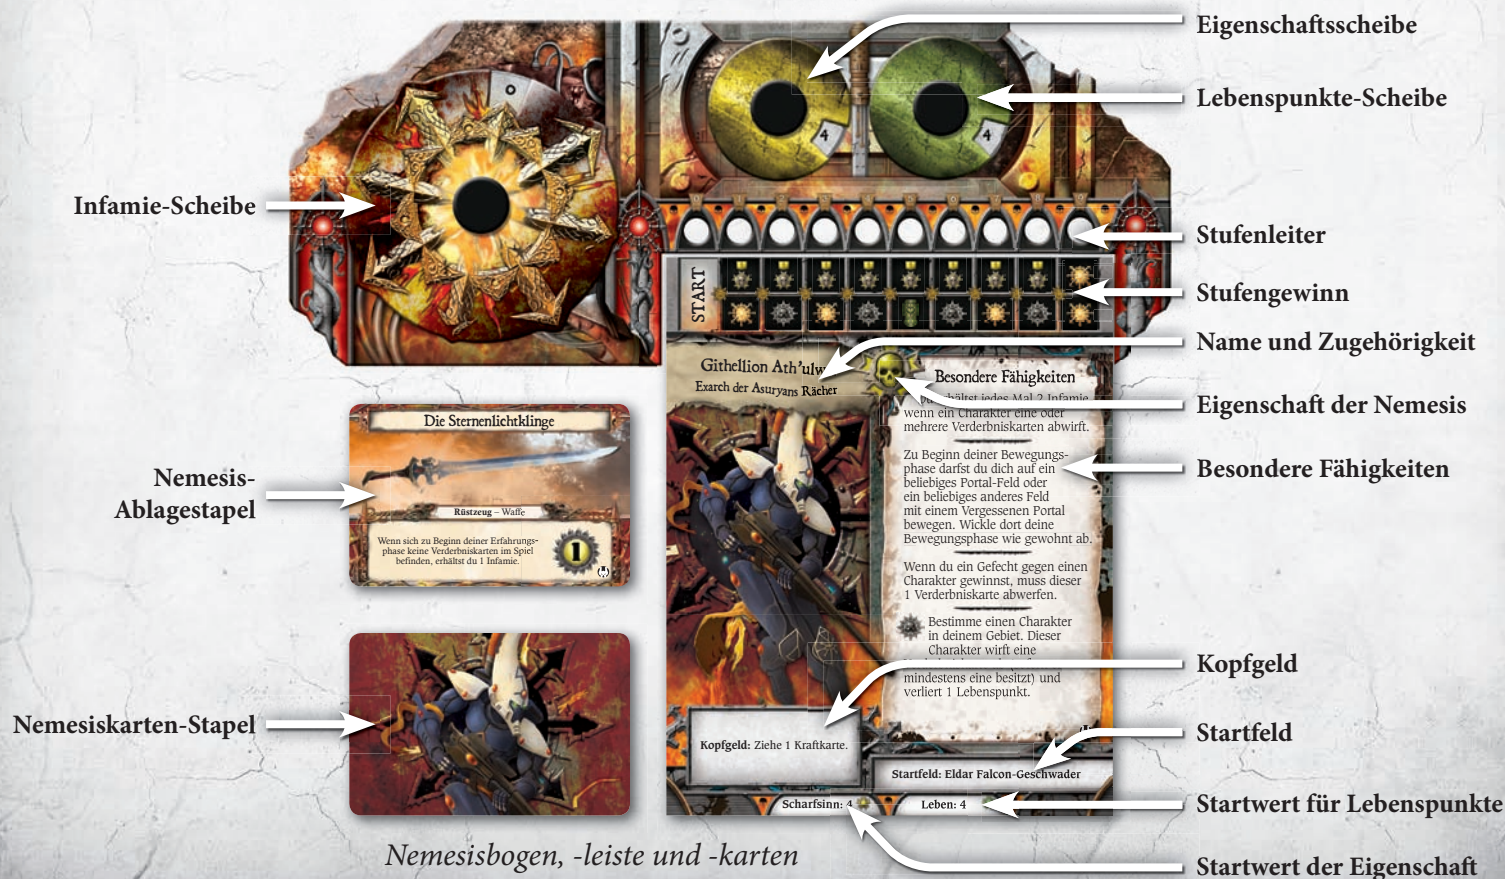 Eigenschaftsscheibe
Lebenspunkte-Scheibe
Infamie-Scheibe
Stufenleiter
Stufengewinn
Name und Zugehörigkeit
Eigenschaft der Nemesis
Besondere Fähigkeiten
Nemesis-
Ablagestapel
Nemesiskarten-Stapel
Kopfgeld
Startfeld
Startwert für Lebenspunkte
Startwert der Eigenschaft
0
4
4
START
Githellion Ath'ulw
Exarch der Asuryans Rächer
Besondere Fähigkeiten
jedes Mal 2 Infamie,
wenn ein Charakter eine oder
mehrere Verderbniskarten abwirft.
Zu Beginn deiner Bewegungs-
phase darfst du dich auf ein
beliebiges Portal-Feld oder
ein beliebiges anderes Feld
mit einem Vergessenen Portal
bewegen. Wickle dort deine
Bewegungsphase wie gewohnt ab.
Wenn du ein Gefecht gegen einen
Charakter gewinnst, muss dieser
1 Verderbniskarte abwerfen.
Bestimme einen Charakter
in deinem Gebiet. Dieser
Charakter wirft eine
mindestens eine besitzt) und
verliert 1 Lebenspunkt.
Kopfgeld: Ziehe 1 Kraftkarte.
Startfeld: Eldar Falcon-Geschwader
Scharfsinn: 4
Leben: 4
Die Sternenlichtklinge
Rüstzeug – Waffe
Wenn sich zu Beginn deiner Erfahrungs-
phase keine Verderbniskarten im Spiel
befinden, erhältst du 1 Infamie.
1
Nemesisbogen, -leiste und -karten